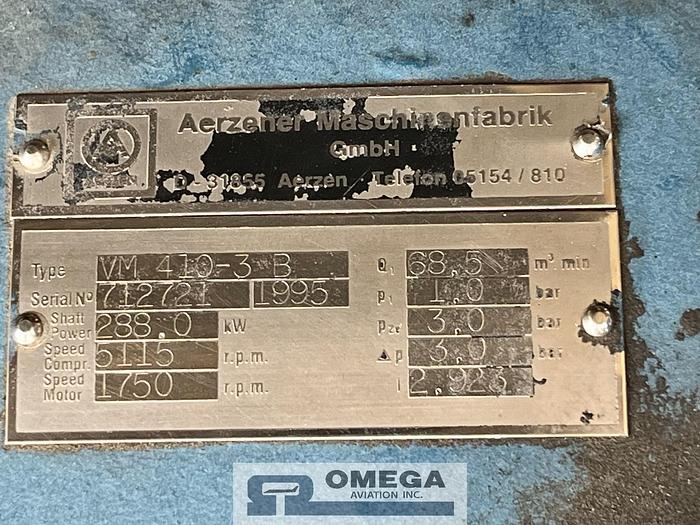 Aerzener Maschinenfabrik
GmbH
AERZEN D-31855 Aerzen Telefon 05154 / 810
Type VM 410-3 B Q1 68,5 m³/min
Serial Nº 712721 1995 p1 1.0 bar
Shaft Power 288.0 kW 3.0 bar
Speed Compr. 5115 r.p.m. Δp 3.0 bar
Speed Motor 1750 r.p.m. i 2.923
OMEGA
AVIATION INC.